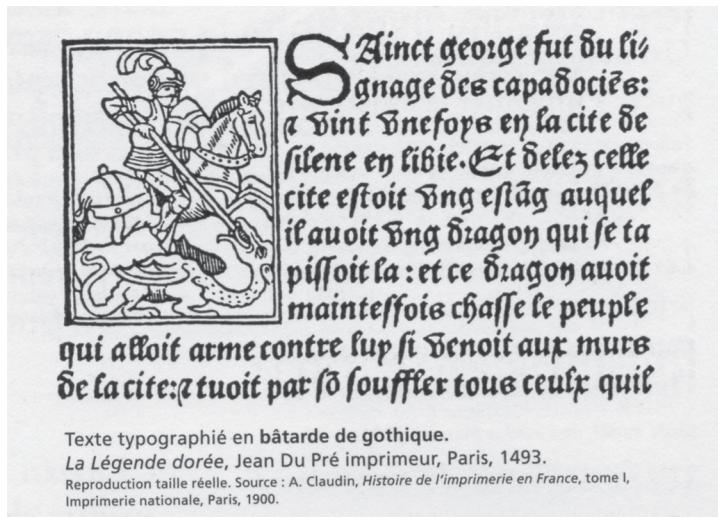 SAinct george fut du li-
gnage des capadociēs:
⁊ vint vnefoys en la cite de
silene en libie. Et delez celle
cite estoit vng estāg auquel
il auoit vng dragon qui se ta
pissoit la : et ce dragon auoit
maintesfois chasse le peuple
qui alloit arme contre luy si venoit aux murs
de la cite: ⁊ tuoit par sō souffler tous ceulx quil
Texte typographié en bâtarde de gothique.
La Légende dorée, Jean Du Pré imprimeur, Paris, 1493.
Reproduction taille réelle. Source : A. Claudin, Histoire de l'imprimerie en France, tome I,
Imprimerie nationale, Paris, 1900.